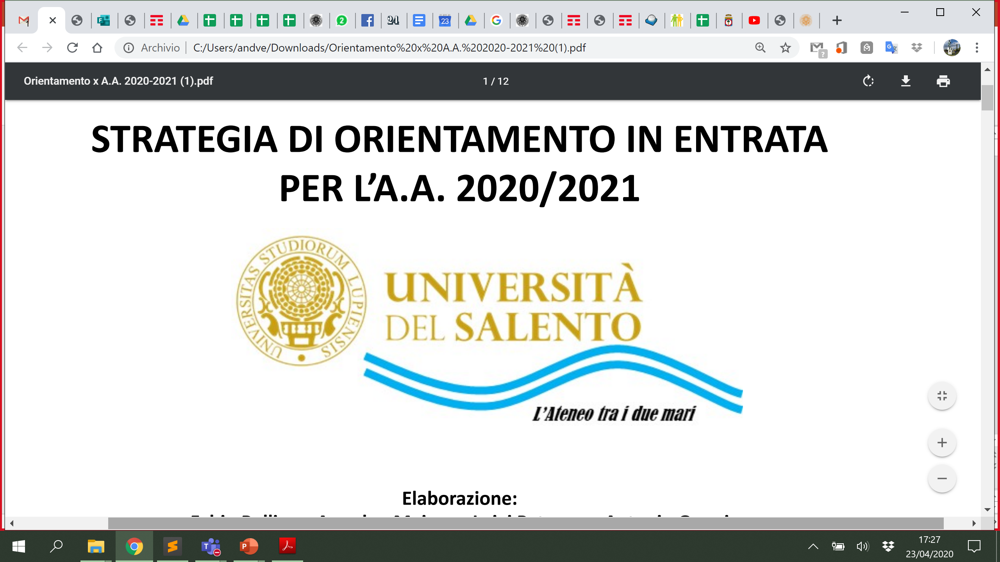 Archivio C:/Users/andve/Downloads/Orientamento%20x%20A.A.%202020-2021%20(1).pdf
Orientamento x A.A. 2020-2021 (1).pdf 1 / 12
STRATEGIA DI ORIENTAMENTO IN ENTRATA
PER L’A.A. 2020/2021
UNIVERSITAS STUDIORUM LUPIENSIS
UNIVERSITÀ
DEL SALENTO
L’Ateneo tra i due mari
Elaborazione:
17:27
23/04/2020